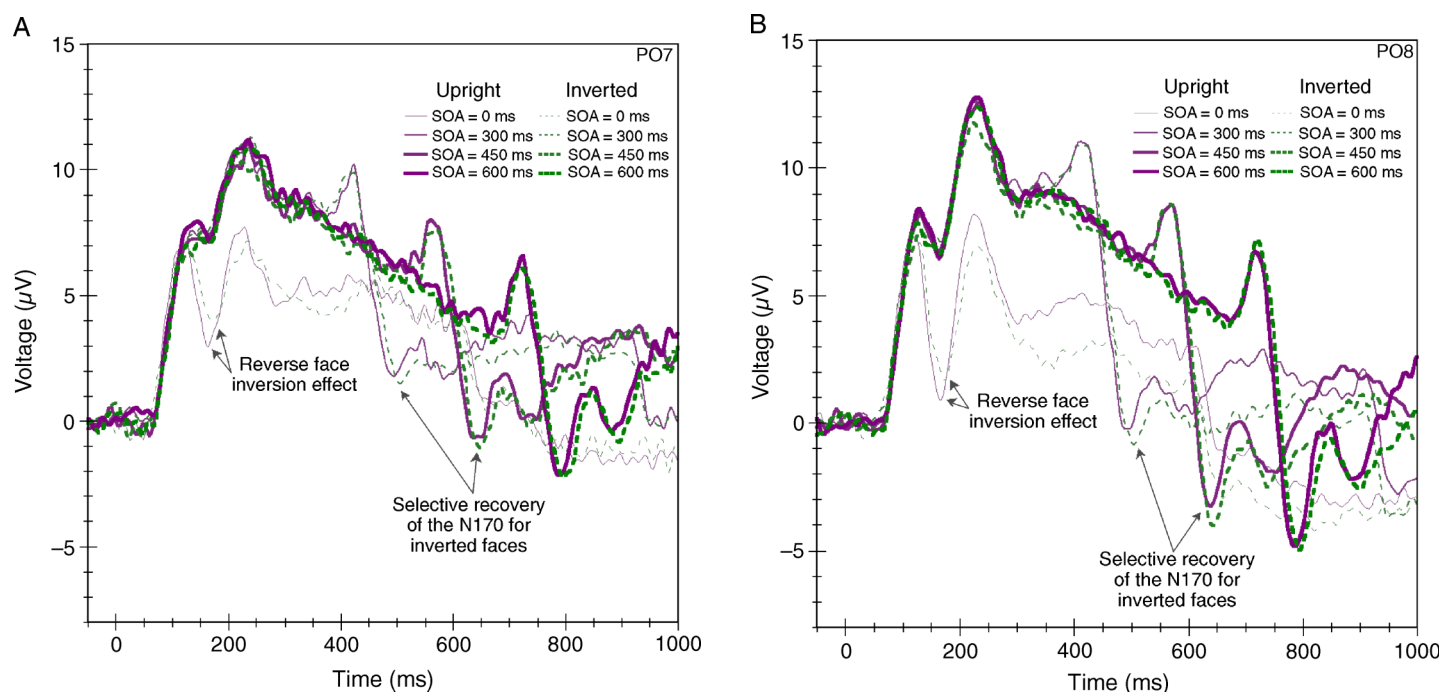 A
PO7
Upright Inverted
SOA = 0 ms SOA = 0 ms
SOA = 300 ms SOA = 300 ms
SOA = 450 ms SOA = 450 ms
SOA = 600 ms SOA = 600 ms
15
10
5
0
–5
Voltage (µV)
Reverse face
inversion effect
Selective recovery
of the N170 for
inverted faces
0 200 400 600 800 1000
Time (ms)
B
PO8
Upright Inverted
SOA = 0 ms SOA = 0 ms
SOA = 300 ms SOA = 300 ms
SOA = 450 ms SOA = 450 ms
SOA = 600 ms SOA = 600 ms
15
10
5
0
–5
Voltage (µV)
Reverse face
inversion effect
Selective recovery
of the N170 for
inverted faces
0 200 400 600 800 1000
Time (ms)